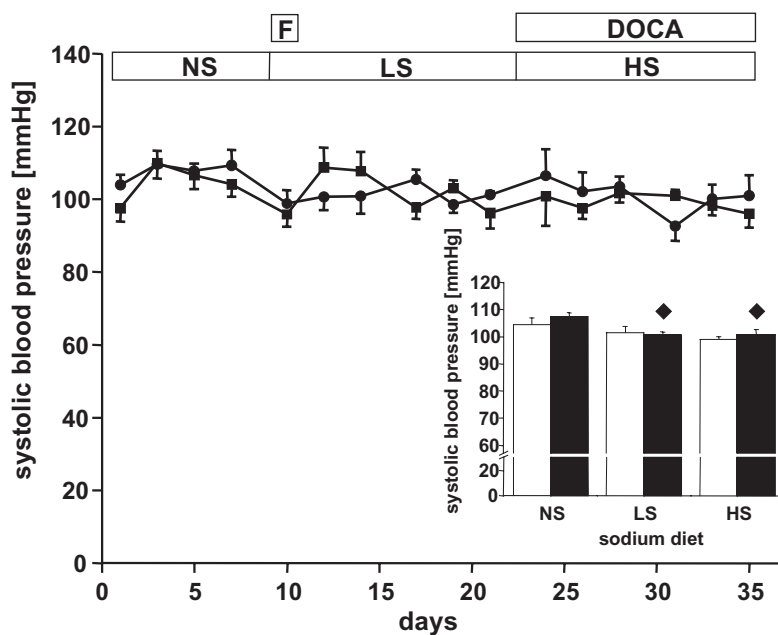 F
DOCA
NS LS HS
systolic blood pressure [mmHg]
140
120
100
80
60
40
20
0
0 5 10 15 20 25 30 35
days
systolic blood pressure [mmHg]
120
110
100
90
80
70
60
20
0
NS LS HS
sodium diet